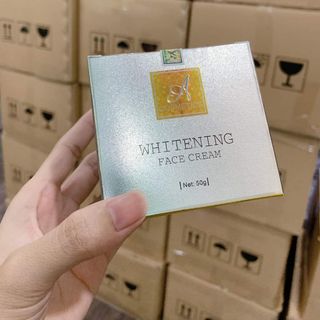 A
WHITENING
FACE CREAM
[Net: 50g]